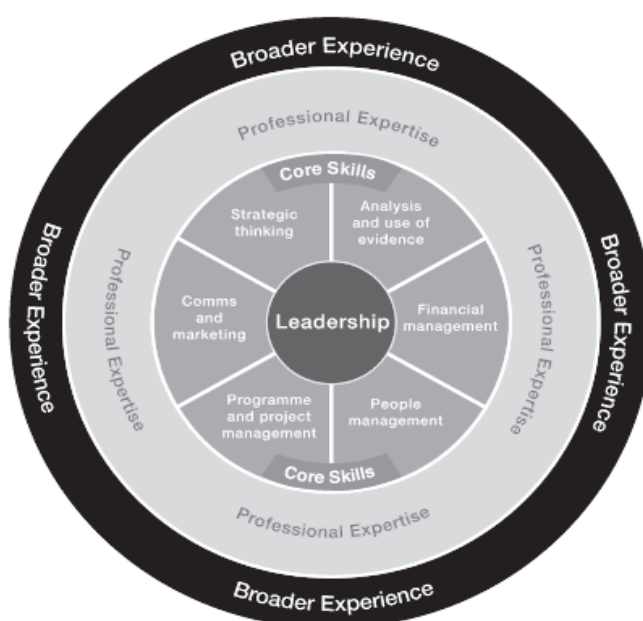 Broader Experience
Professional Expertise
Core Skills
Strategic
thinking
Analysis
and use of
evidence
Broader Experience
Professional Expertise
Comms
and
marketing
Leadership
Financial
management
Professional Expertise
Broader Experience
Programme
and project
management
People
management
Core Skills
Professional Expertise
Broader Experience